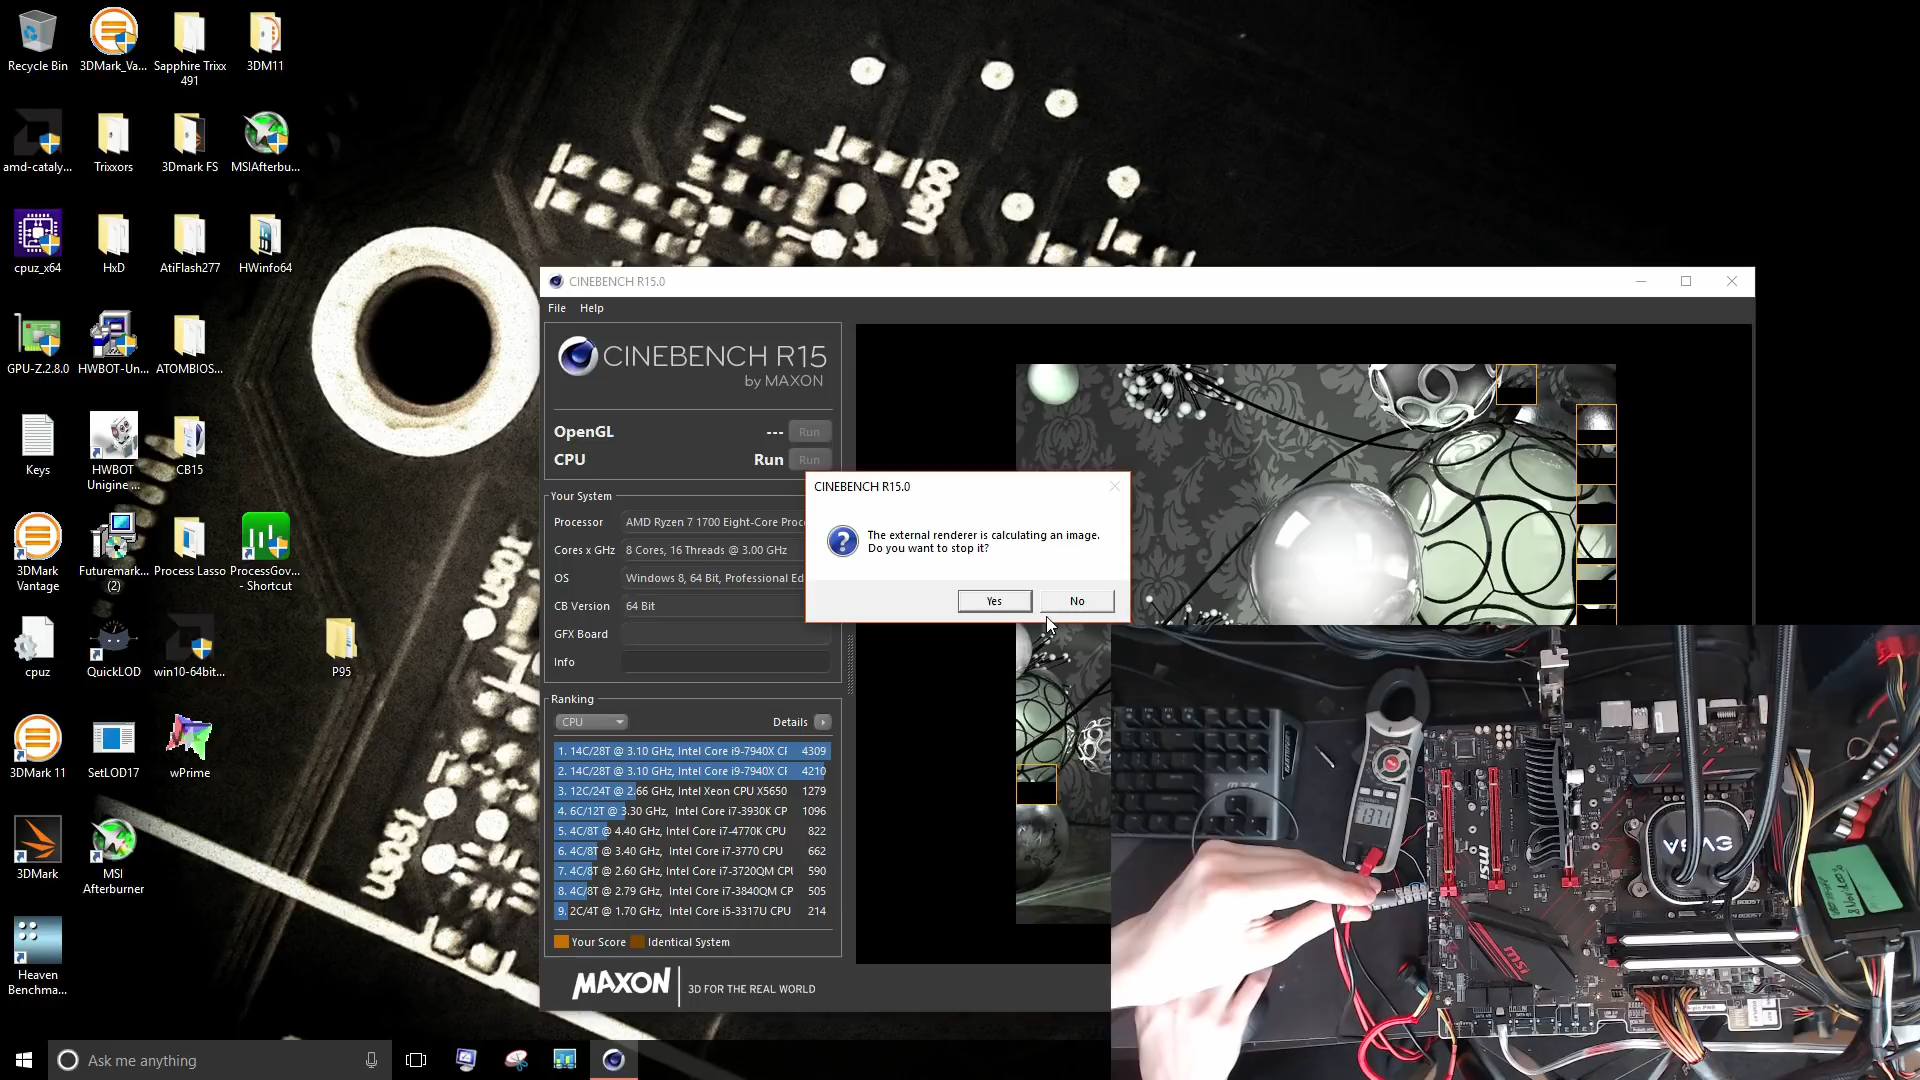 Recycle Bin
3DMark_Va...
Sapphire Trixx
491
3DM11
amd-cataly...
Trixxors
3Dmark FS
MSIAfterbu...
cpuz_x64
HxD
AtiFlash277
HWinfo64
GPU-Z.2.8.0
HWBOT-Un...
ATOMBIOS...
Keys
HWBOT
Unigine ...
CB15
3DMark
Vantage
Futuremark...
(2)
Process Lasso
ProcessGov...
- Shortcut
cpuz
QuickLOD
win10-64bit...
P95
3DMark 11
SetLOD17
wPrime
3DMark
MSI
Afterburner
Heaven
Benchma...
CINEBENCH R15.0
File Help
CINEBENCH R15
by MAXON
OpenGL --- Run
CPU Run Run
Your System
Processor AMD Ryzen 7 1700 Eight-Core Proc
Cores x GHz 8 Cores, 16 Threads @ 3.00 GHz
OS Windows 8, 64 Bit, Professional Ed
CB Version 64 Bit
GFX Board
Info
Ranking
CPU Details
1. 14C/28T @ 3.10 GHz, Intel Core i9-7940X CF 4309
2. 14C/28T @ 3.10 GHz, Intel Core i9-7940X CF 4210
3. 12C/24T @ 2.66 GHz, Intel Xeon CPU X5650 1279
4. 6C/12T @ 3.30 GHz, Intel Core i7-3930K CP 1096
5. 4C/8T @ 4.40 GHz, Intel Core i7-4770K CPU 822
6. 4C/8T @ 3.40 GHz, Intel Core i7-3770 CPU 662
7. 4C/8T @ 2.60 GHz, Intel Core i7-3720QM CPU 590
8. 4C/8T @ 2.79 GHz, Intel Core i7-3840QM CP 505
9. 2C/4T @ 1.70 GHz, Intel Core i5-3317U CPU 214
Your Score Identical System
MAXON 3D FOR THE REAL WORLD
CINEBENCH R15.0
The external renderer is calculating an image.
Do you want to stop it?
Yes No
EVGA
msi
msi
BOOST
Ask me anything